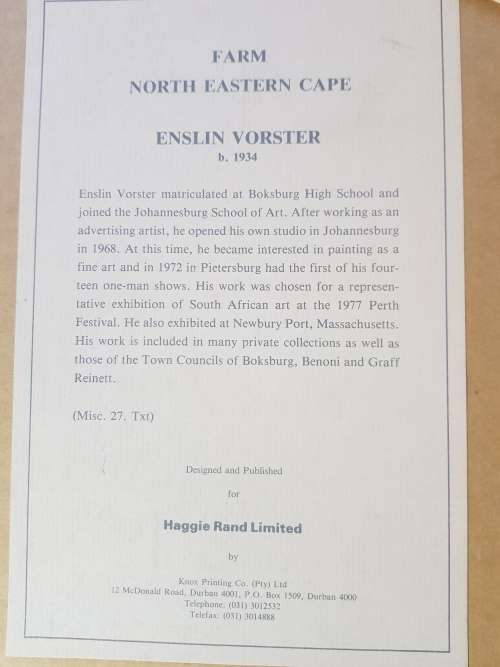 FARM
NORTH EASTERN CAPE
ENSLIN VORSTER
b. 1934
Enslin Vorster matriculated at Boksburg High School and
joined the Johannesburg School of Art. After working as an
advertising artist, he opened his own studio in Johannesburg
in 1968. At this time, he became interested in painting as a
fine art and in 1972 in Pietersburg had the first of his four-
teen one-man shows. His work was chosen for a represen-
tative exhibition of South African art at the 1977 Perth
Festival. He also exhibited at Newbury Port, Massachusetts.
His work is included in many private collections as well as
those of the Town Councils of Boksburg, Benoni and Graff
Reinett.
(Misc. 27. Txt)
Designed and Published
for
Haggie Rand Limited
by
Knox Printing Co. (Pty) Ltd
12 McDonald Road, Durban 4001, P.O. Box 1509, Durban 4000
Telephone. (031) 3012532
Telefax: (031) 3014888